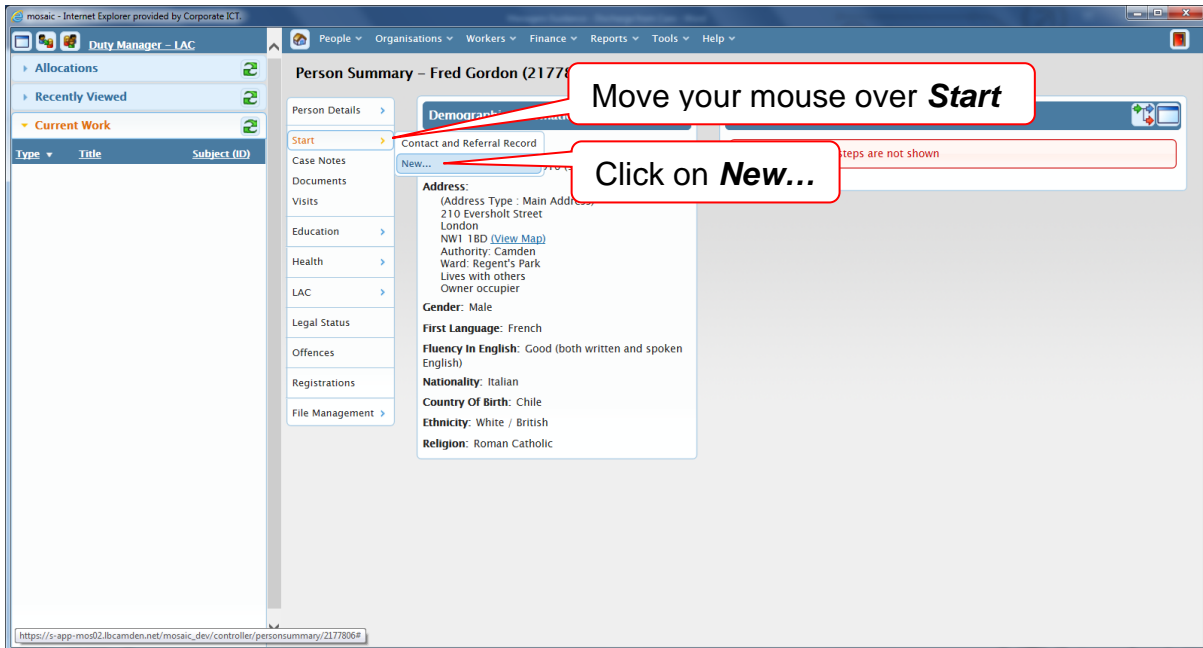 mosaic - Internet Explorer provided by Corporate ICT.
Duty Manager – LAC
People Organisations Workers Finance Reports Tools Help
Allocations
Recently Viewed
Current Work
Type Title Subject (ID)
Person Summary – Fred Gordon (2177
Move your mouse over Start
Click on New…
Person Details
Start
Case Notes
Documents
Visits
Education
Health
LAC
Legal Status
Offences
Registrations
File Management
Contact and Referral Record
New...
Demographic
steps are not shown
Address:
(Address Type : Main Address)
210 Eversholt Street
London
NW1 1BD (View Map)
Authority: Camden
Ward: Regent's Park
Lives with others
Owner occupier
Gender: Male
First Language: French
Fluency In English: Good (both written and spoken
English)
Nationality: Italian
Country Of Birth: Chile
Ethnicity: White / British
Religion: Roman Catholic
https://s-app-mos02.lbcamden.net/mosaic_dev/controller/personsummary/2177806#